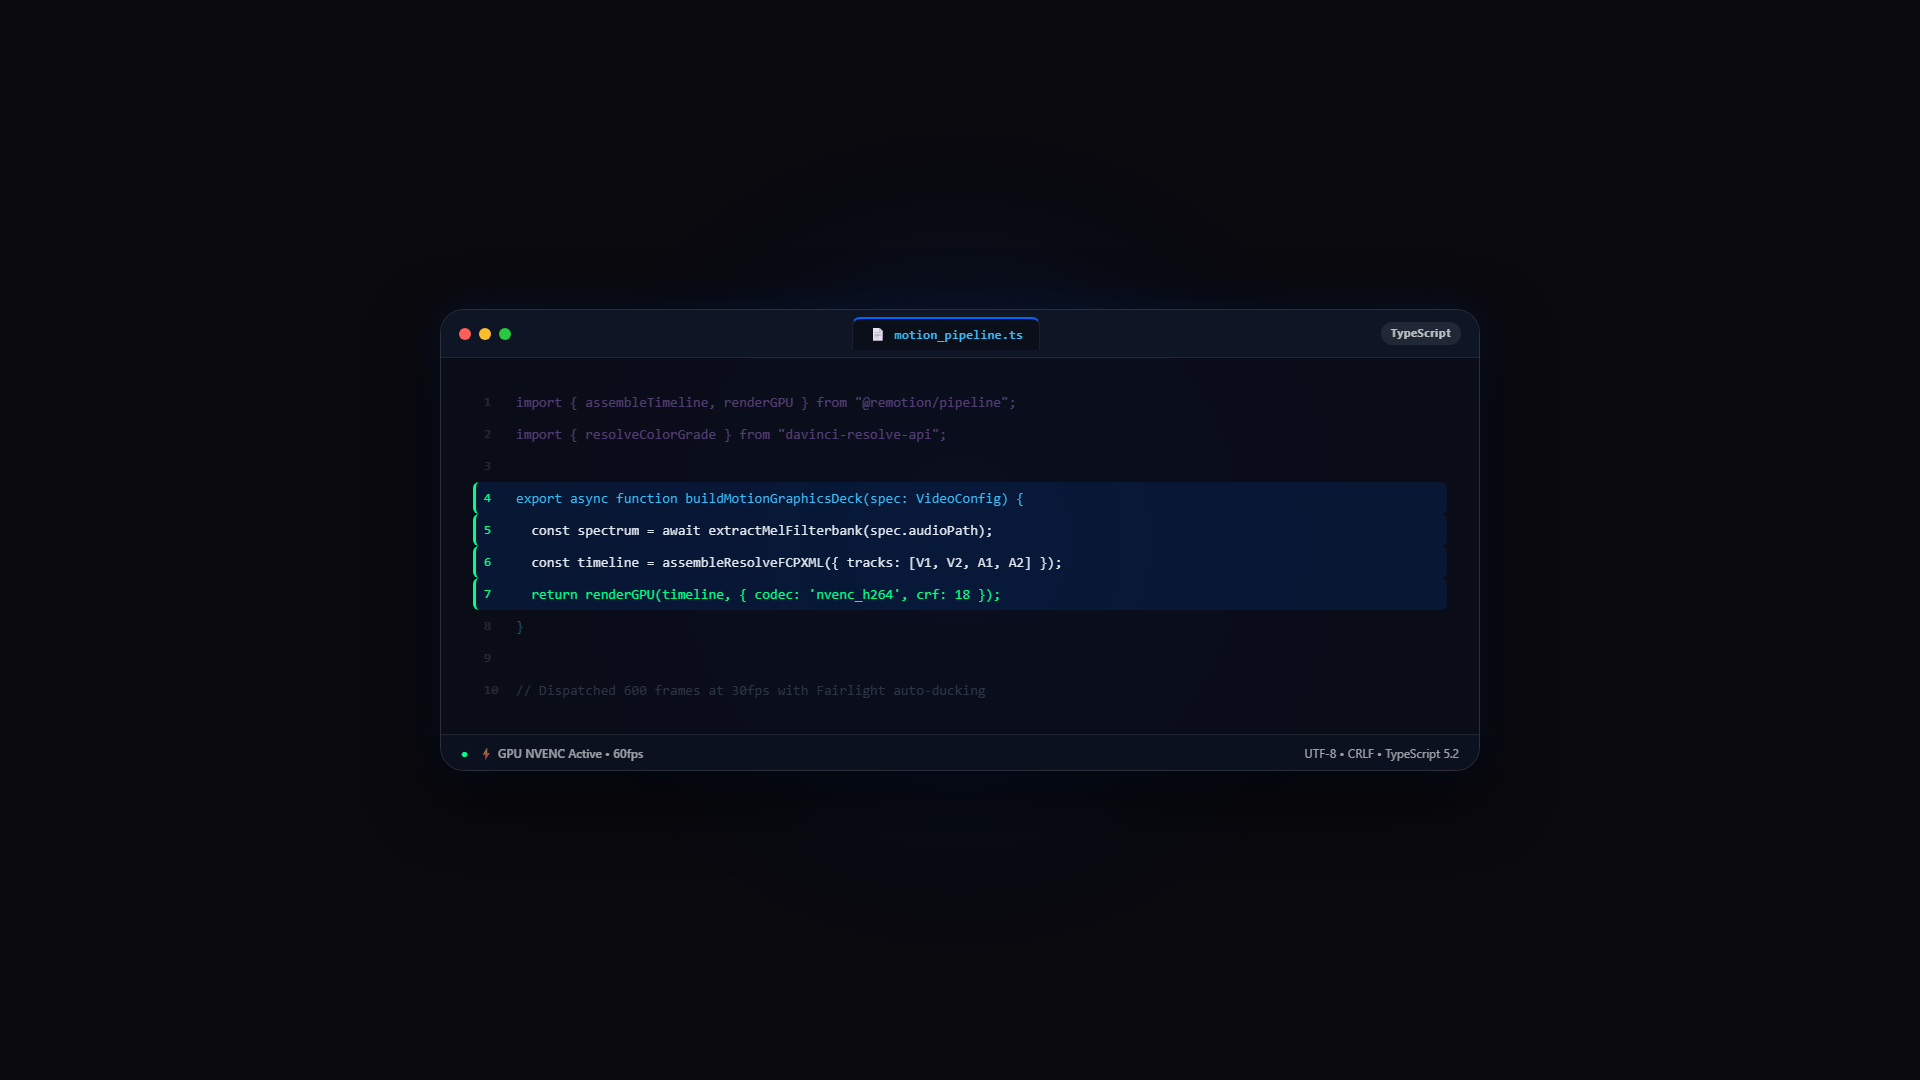 motion_pipeline.ts
TypeScript
1 import { assembleTimeline, renderGPU } from "@remotion/pipeline";
2 import { resolveColorGrade } from "davinci-resolve-api";
3
4 export async function buildMotionGraphicsDeck(spec: VideoConfig) {
5 const spectrum = await extractMelFilterbank(spec.audioPath);
6 const timeline = assembleResolveFCPXML({ tracks: [V1, V2, A1, A2] });
7 return renderGPU(timeline, { codec: 'nvenc_h264', crf: 18 });
8 }
9
10 // Dispatched 600 frames at 30fps with Fairlight auto-ducking
GPU NVENC Active • 60fps
UTF-8 • CRLF • TypeScript 5.2